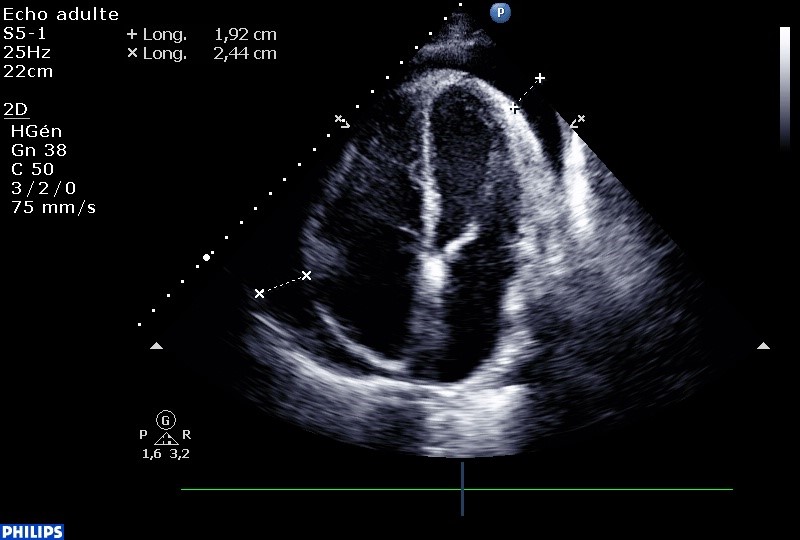 Echo adulte
S5-1
25Hz
22cm
+ Long. 1,92 cm
× Long. 2,44 cm
2D
HGén
Gn 38
C 50
3/2/0
75 mm/s
P
G
P R
1,6 3,2
PHILIPS